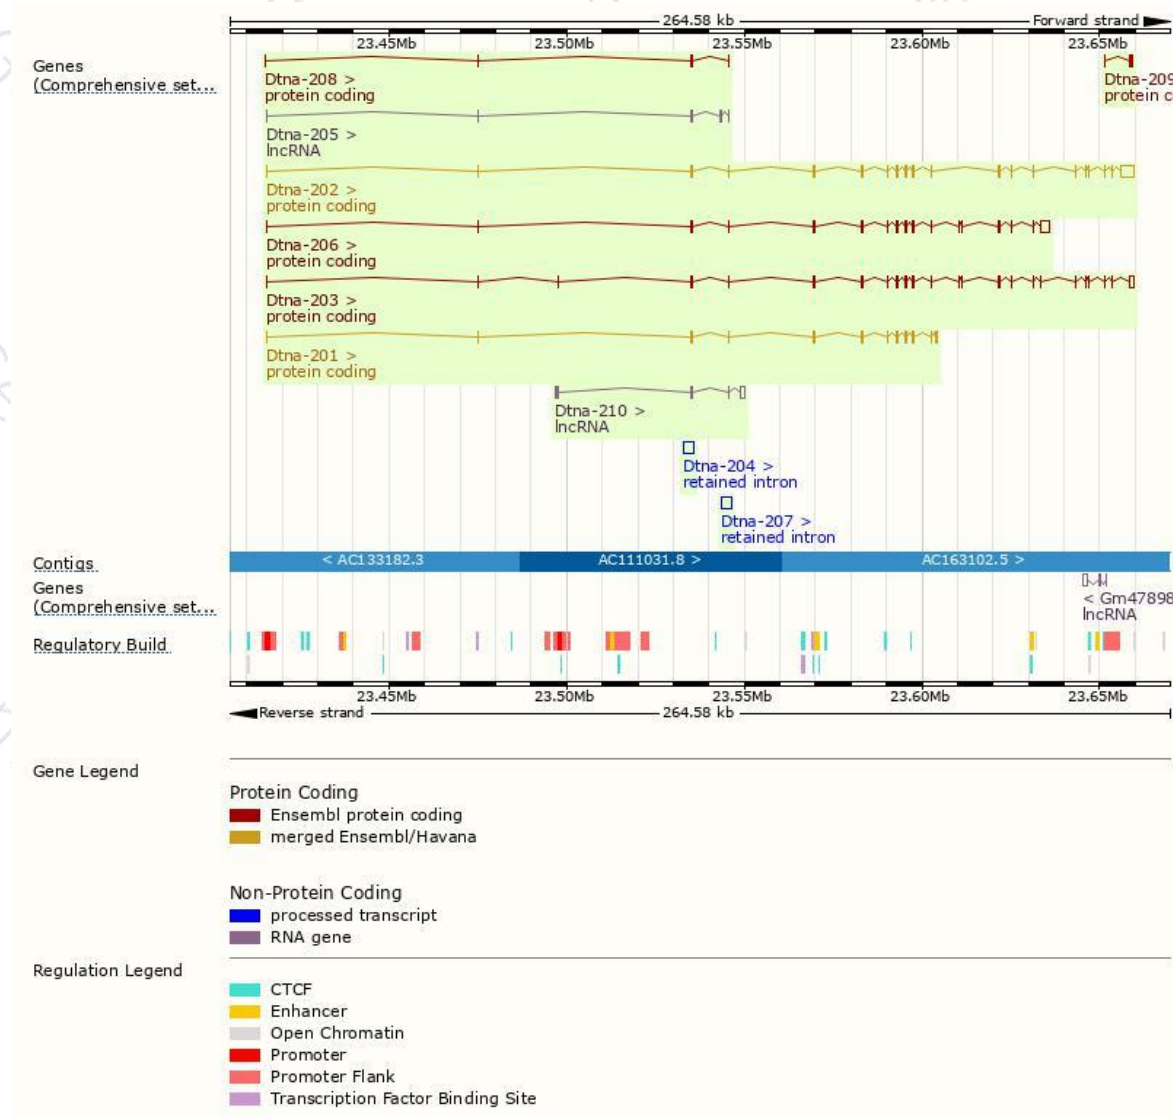 264.58 kb Forward strand
23.45Mb 23.50Mb 23.55Mb 23.60Mb 23.65Mb
Genes
(Comprehensive set...
Dtna-208 >
protein coding
Dtna-209
protein c
Dtna-205 >
lncRNA
Dtna-202 >
protein coding
Dtna-206 >
protein coding
Dtna-203 >
protein coding
Dtna-201 >
protein coding
Dtna-210 >
lncRNA
Dtna-204 >
retained intron
Dtna-207 >
retained intron
Contigs
< AC133182.3 AC111031.8 > AC163102.5 >
Genes
(Comprehensive set...
< Gm47898
lncRNA
Regulatory Build
23.45Mb 23.50Mb 23.55Mb 23.60Mb 23.65Mb
Reverse strand 264.58 kb
Gene Legend
Protein Coding
Ensembl protein coding
merged Ensembl/Havana
Non-Protein Coding
processed transcript
RNA gene
Regulation Legend
CTCF
Enhancer
Open Chromatin
Promoter
Promoter Flank
Transcription Factor Binding Site